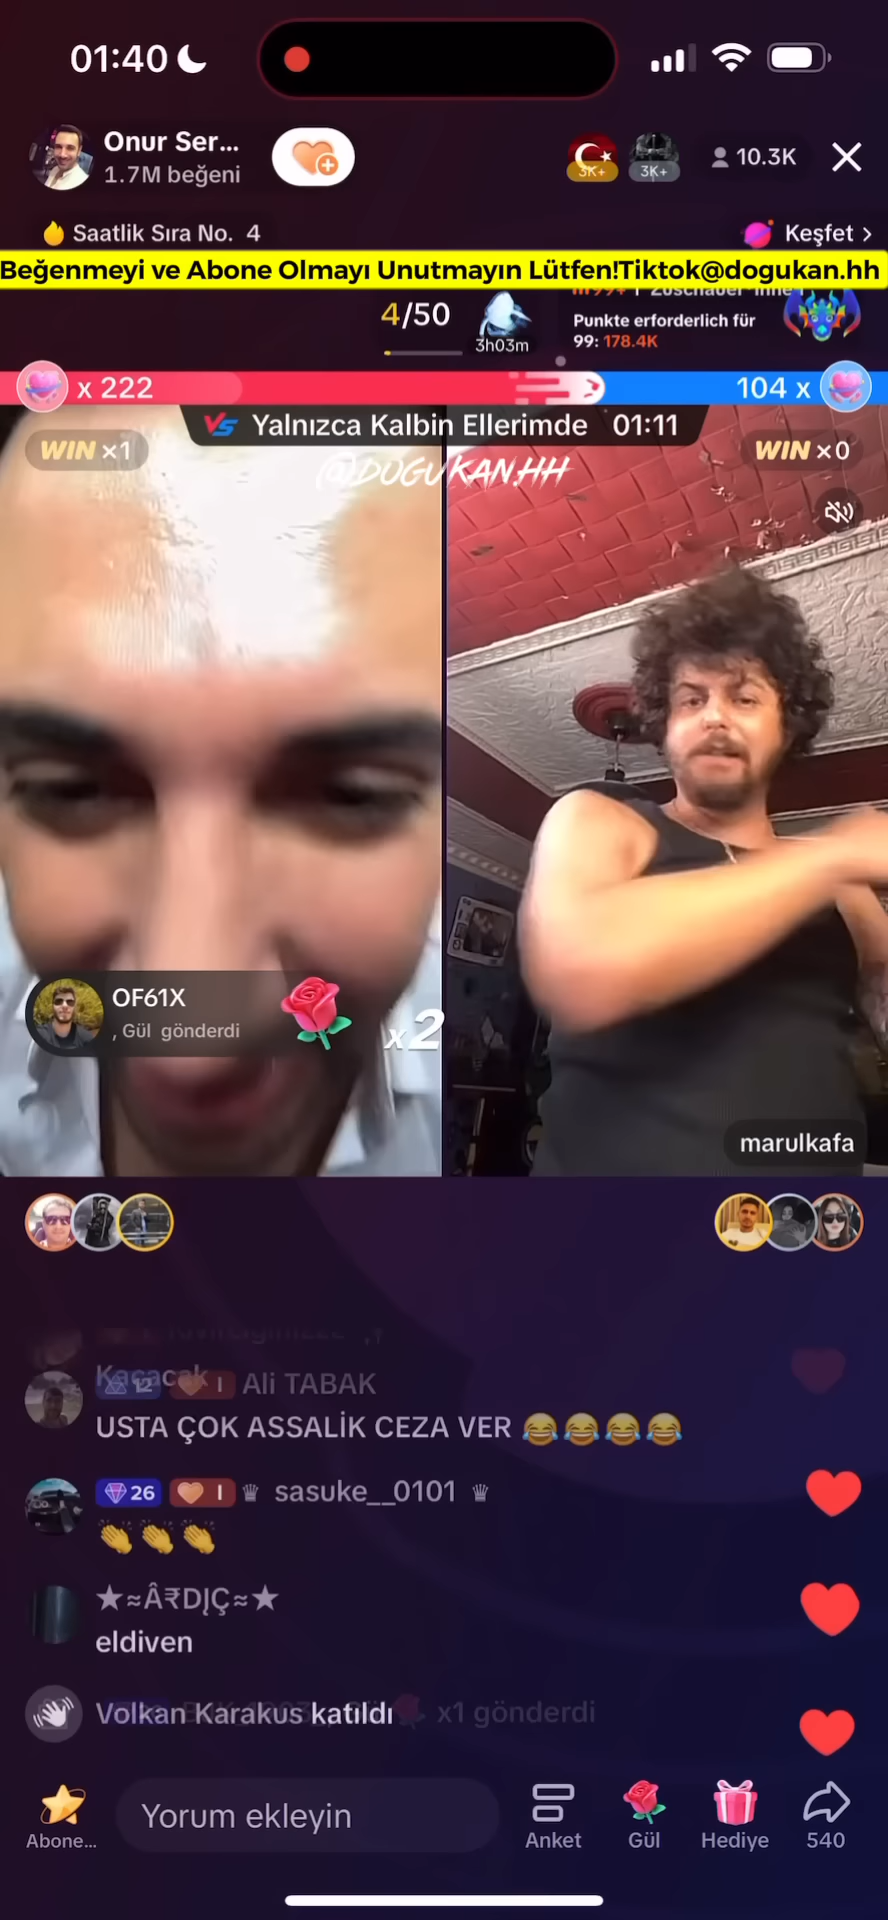 01:40
Onur Ser...
1.7M beğeni
3K+
3K+
10.3K
Saatlik Sıra No. 4
Keşfet >
Beğenmeyi ve Abone Olmayı Unutmayın Lütfen!Tiktok@dogukan.hh
4/50
3h03m
Punkte erforderlich für
99: 178.4K
x 222
104 x
VS Yalnızca Kalbin Ellerimde 01:11
WIN x1
WIN x0
@DOGUKAN.HH
OF61X
, Gül gönderdi
x2
marulkafa
Kaçacak
12 I Ali TABAK
USTA ÇOK ASSALİK CEZA VER 😂😂😂😂
26 I ♛ sasuke__0101 ♛
👏👏👏
★≈Â₹DĮÇ≈★
eldiven
Volkan Karakus katıldı
x1 gönderdi
Abone...
Yorum ekleyin
Anket
Gül
Hediye
540